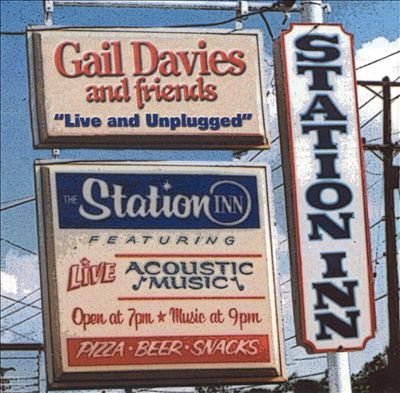 Gail Davies
and friends
"Live and Unplugged"
THE Station INN
FEATURING
LIVE ACOUSTIC
MUSIC
Open at 7pm ★ Music at 9pm
PIZZA · BEER · SNACKS
STATION INN